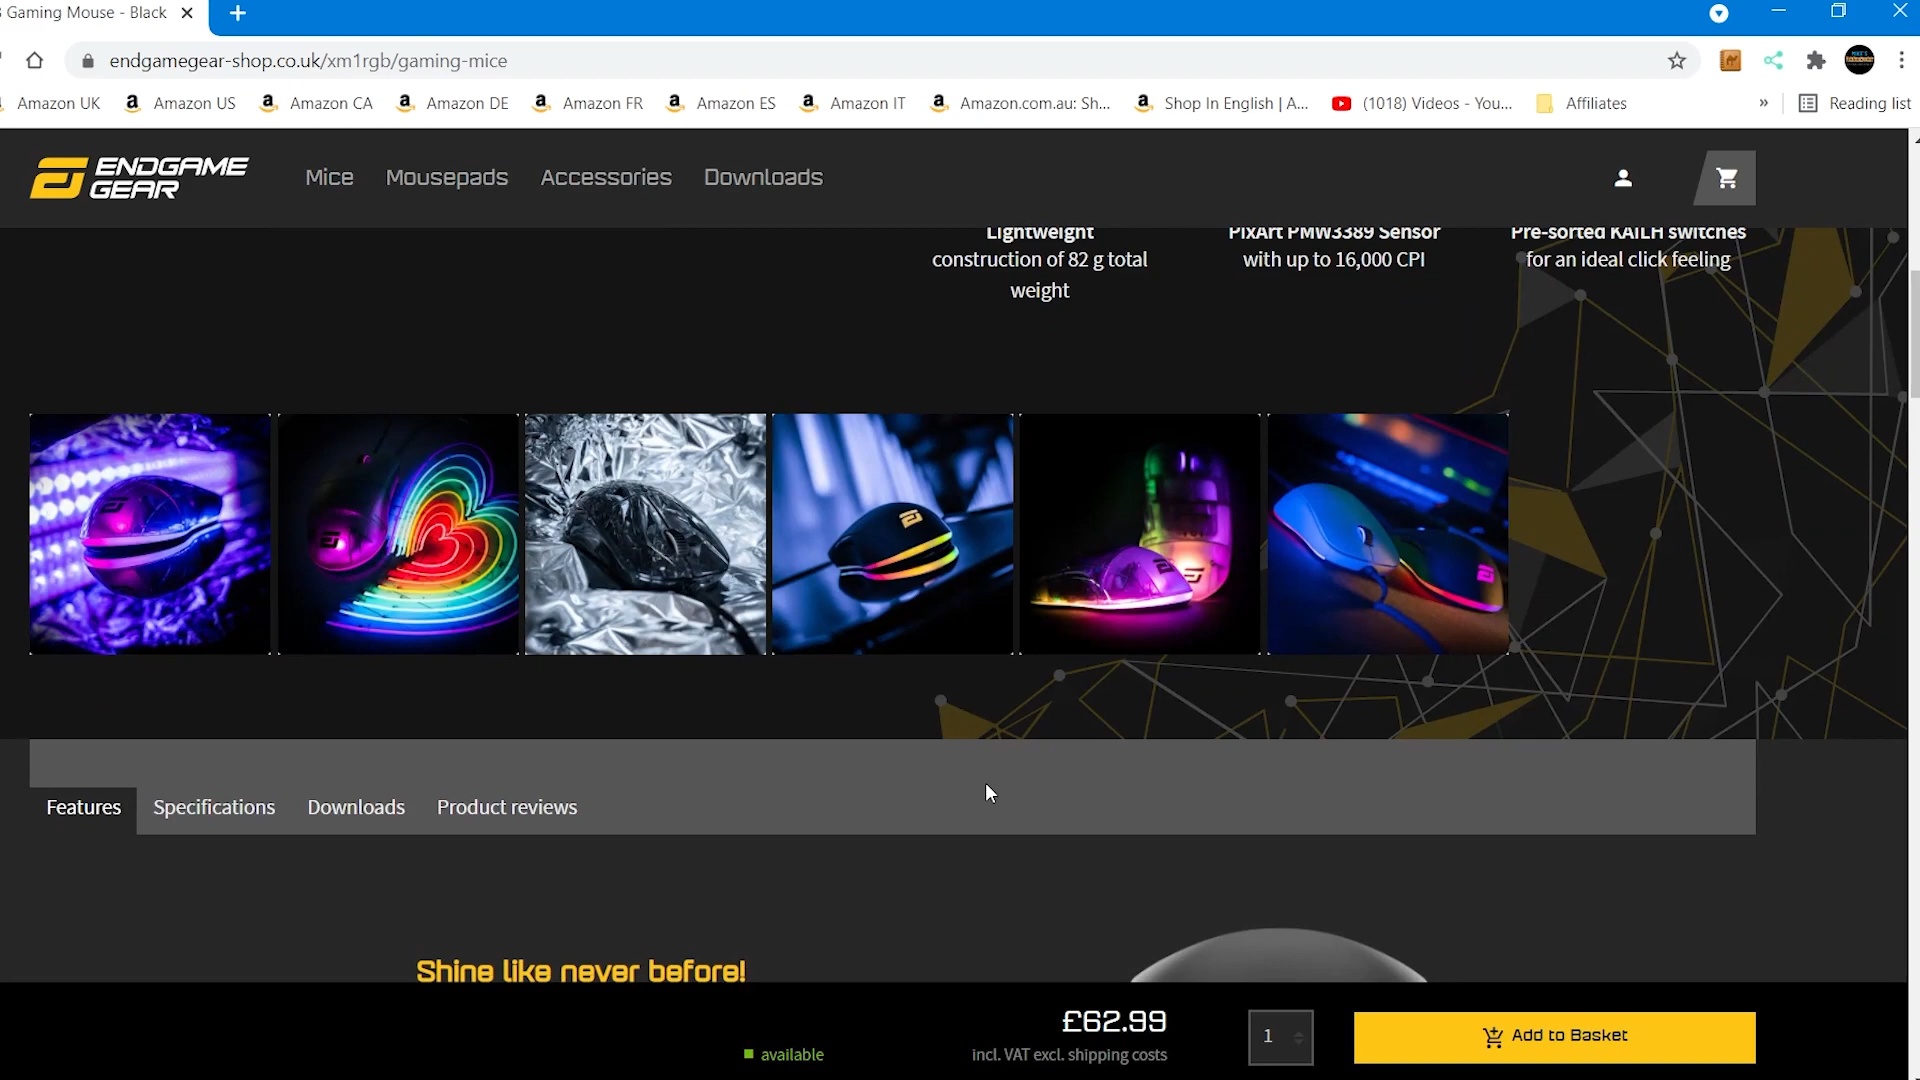 Gaming Mouse - Black
endgamegear-shop.co.uk/xm1rgb/gaming-mice
Amazon UK
Amazon US
Amazon CA
Amazon DE
Amazon FR
Amazon ES
Amazon IT
Amazon.com.au: Sh...
Shop In English | A...
(1018) Videos - You...
Affiliates
»
Reading list
ENDGAME
GEAR
Mice
Mousepads
Accessories
Downloads
Lightweight
construction of 82 g total
weight
PixArt PMW3389 Sensor
with up to 16,000 CPI
Pre-sorted KAILH switches
for an ideal click feeling
Features
Specifications
Downloads
Product reviews
Shine like never before!
available
£62.99
incl. VAT excl. shipping costs
1
Add to Basket